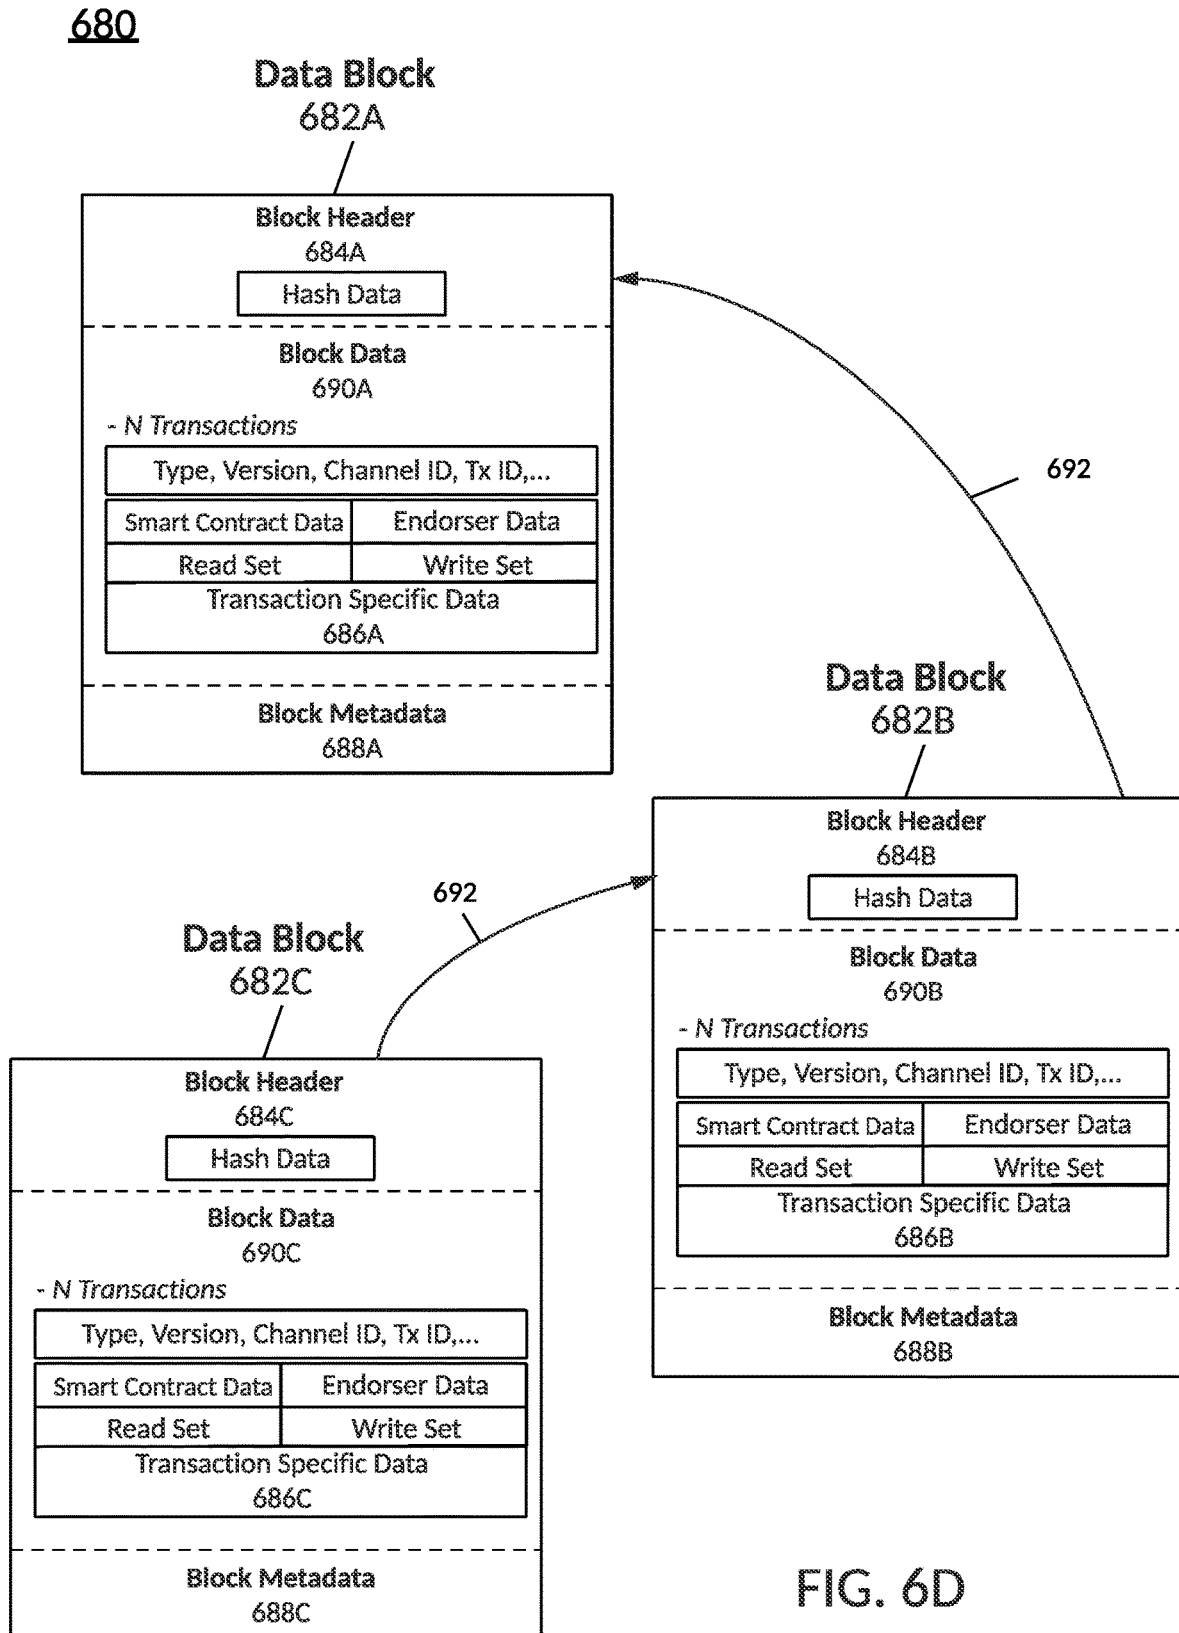 680
Data Block
682A
Block Header
684A
Hash Data
Block Data
690A
- N Transactions
Type, Version, Channel ID, Tx ID,...
Smart Contract Data Endorser Data
Read Set Write Set
Transaction Specific Data
686A
Block Metadata
688A
692
Data Block
682B
Block Header
684B
Hash Data
Block Data
690B
- N Transactions
Type, Version, Channel ID, Tx ID,...
Smart Contract Data Endorser Data
Read Set Write Set
Transaction Specific Data
686B
Block Metadata
688B
692
Data Block
682C
Block Header
684C
Hash Data
Block Data
690C
- N Transactions
Type, Version, Channel ID, Tx ID,...
Smart Contract Data Endorser Data
Read Set Write Set
Transaction Specific Data
686C
Block Metadata
688C
FIG. 6D